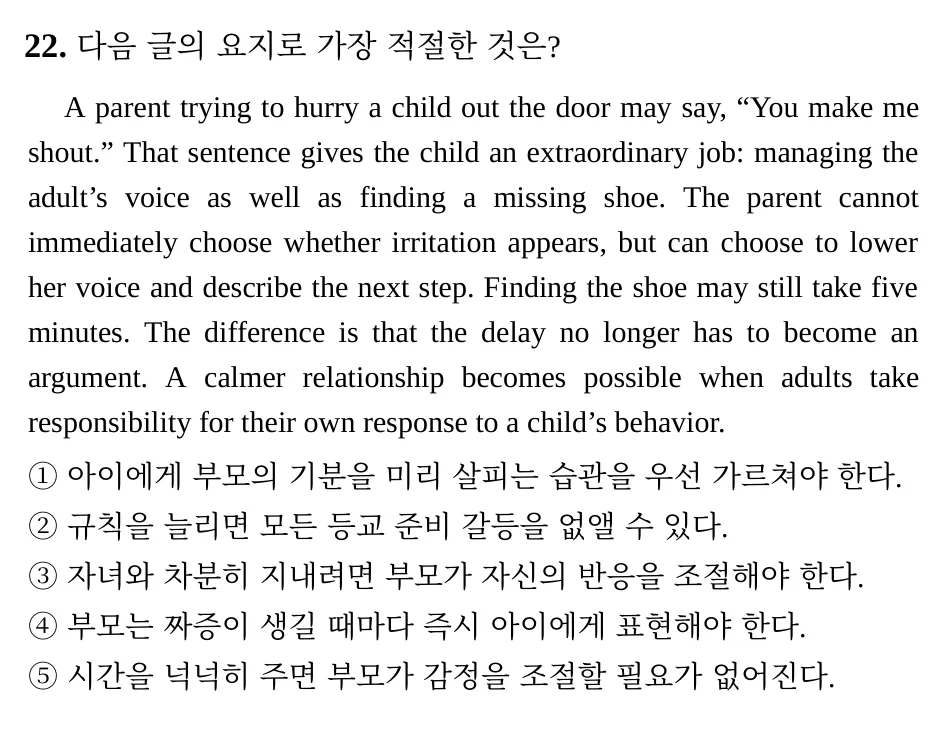 22. 다음 글의 요지로 가장 적절한 것은?
A parent trying to hurry a child out the door may say, “You make me
shout.” That sentence gives the child an extraordinary job: managing the
adult’s voice as well as finding a missing shoe. The parent cannot
immediately choose whether irritation appears, but can choose to lower
her voice and describe the next step. Finding the shoe may still take five
minutes. The difference is that the delay no longer has to become an
argument. A calmer relationship becomes possible when adults take
responsibility for their own response to a child’s behavior.
① 아이에게 부모의 기분을 미리 살피는 습관을 우선 가르쳐야 한다.
② 규칙을 늘리면 모든 등교 준비 갈등을 없앨 수 있다.
③ 자녀와 차분히 지내려면 부모가 자신의 반응을 조절해야 한다.
④ 부모는 짜증이 생길 때마다 즉시 아이에게 표현해야 한다.
⑤ 시간을 넉넉히 주면 부모가 감정을 조절할 필요가 없어진다.